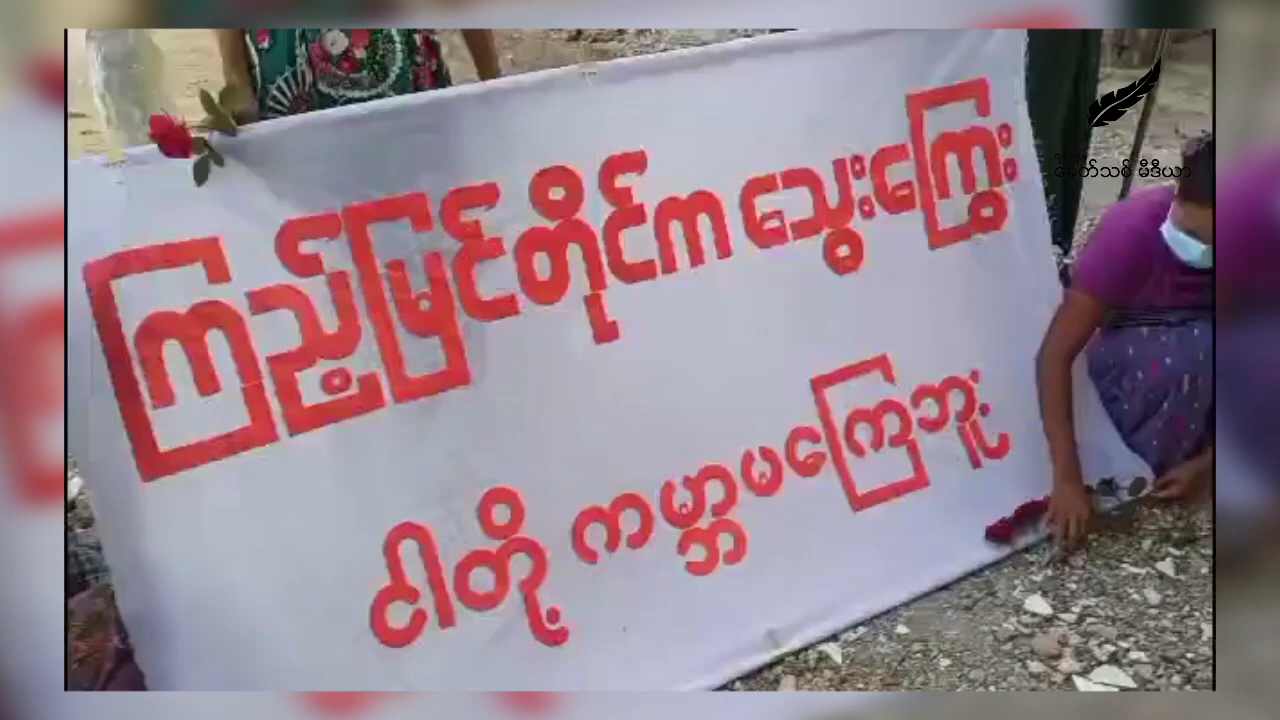 ကြည့်မြင်တိုင်က သွေးကြွေး
ငါတို့ ကမ္ဘာမကြေဘူး
ခေတ်သစ် မီဒီယာ